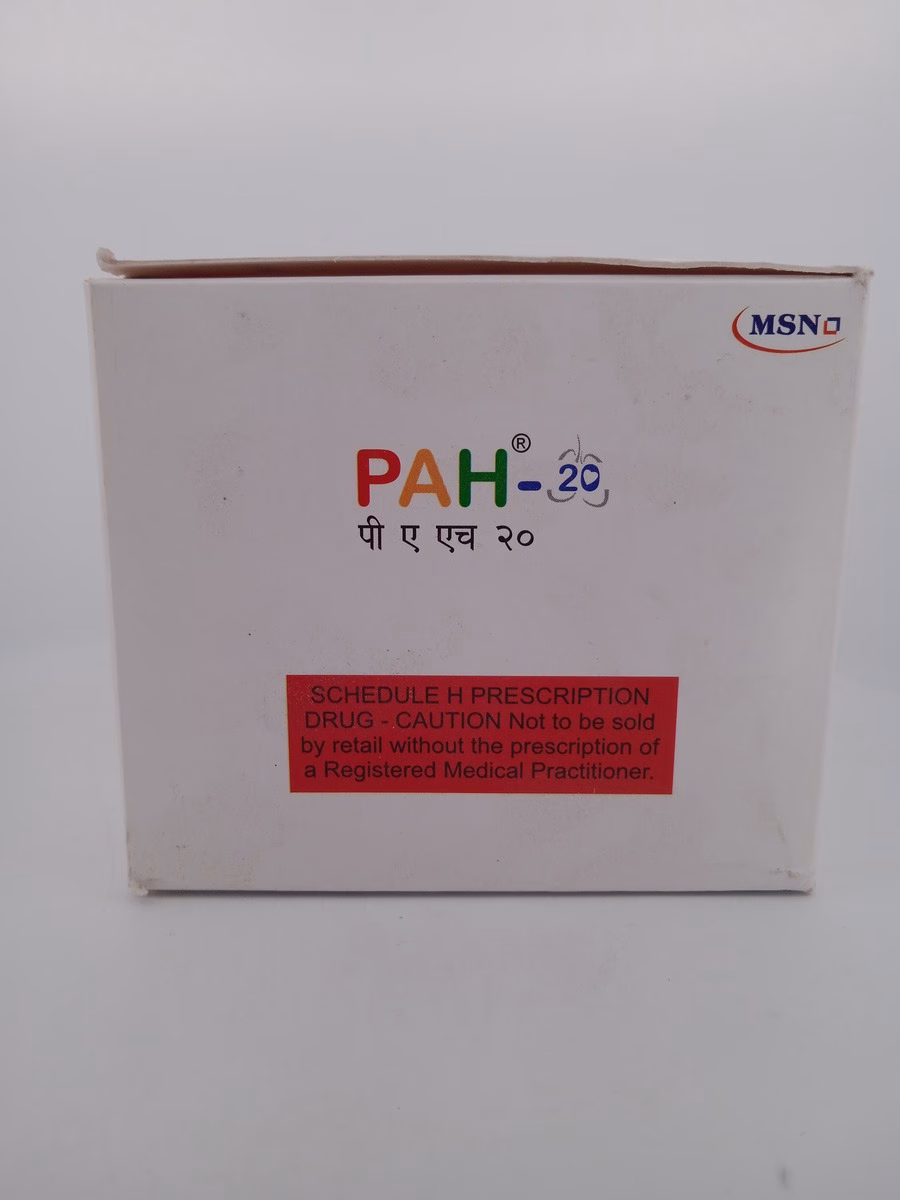 MSN
PAH®-20
पी ए एच २०
SCHEDULE H PRESCRIPTION
DRUG - CAUTION Not to be sold
by retail without the prescription of
a Registered Medical Practitioner.